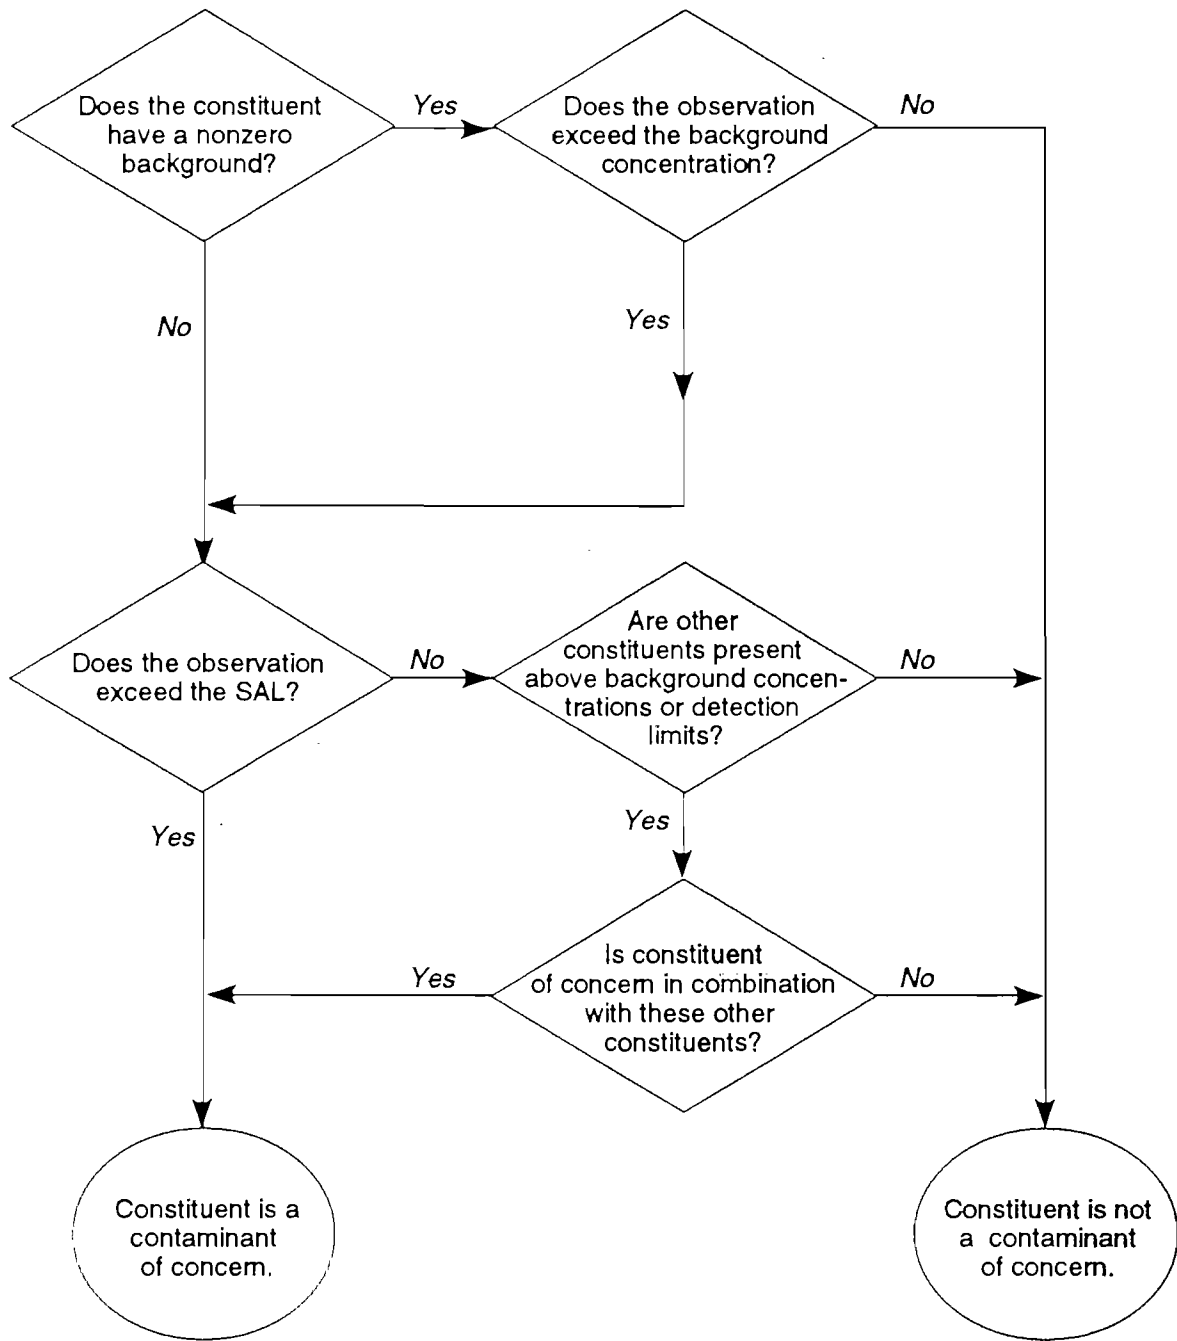 Does the constituent
have a nonzero
background?
Yes
Does the observation
exceed the background
concentration?
No
No
Yes
Does the observation
exceed the SAL?
No
Are other
constituents present
above background concen-
trations or detection
limits?
No
Yes
Yes
Is constituent
of concern in combination
with these other
constituents?
Yes
No
Constituent is a
contaminant
of concern.
Constituent is not
a contaminant
of concern.